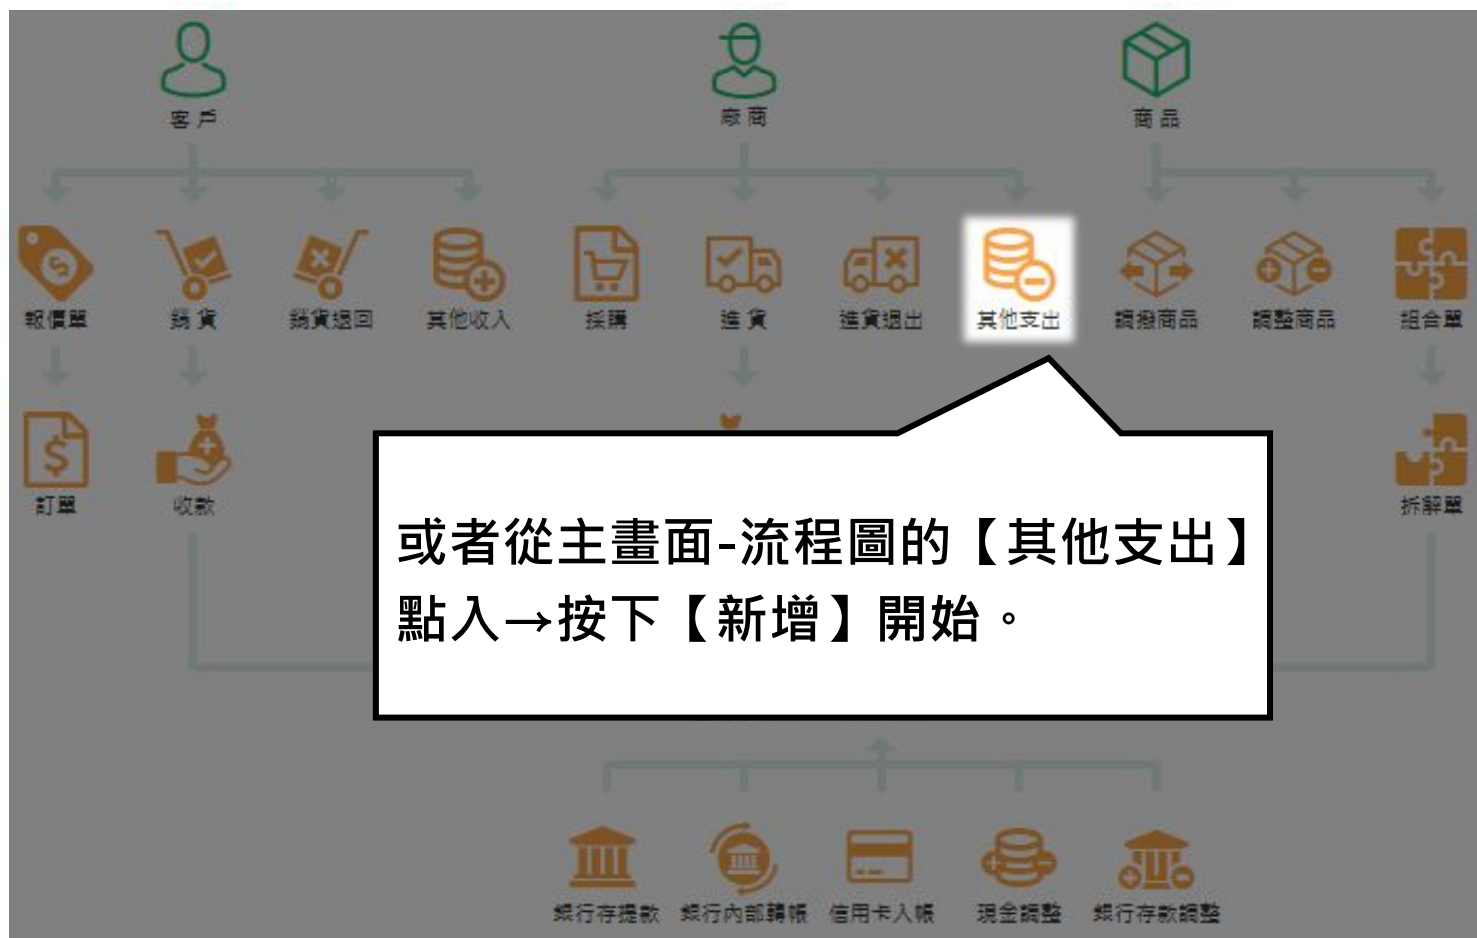 客戶
廠商
商品
報價單
銷貨
銷貨退回
其他收入
採購
進貨
進貨退出
其他支出
調撥商品
調整商品
組合單
訂單
收款
拆解單
或者從主畫面-流程圖的【其他支出】
點入→按下【新增】開始。
銀行存提款
銀行內部轉帳
信用卡入帳
現金調整
銀行存款調整